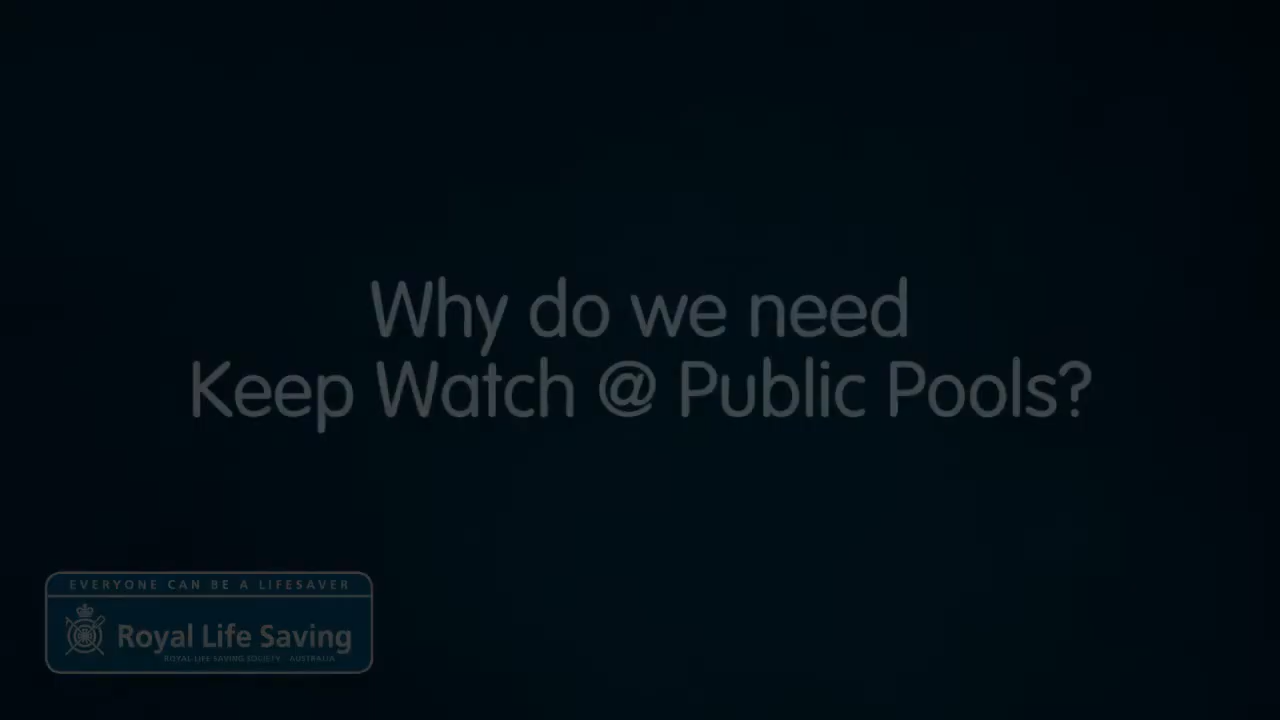 Why do we need
Keep Watch @ Public Pools?
EVERYONE CAN BE A LIFESAVER
Royal Life Saving
ROYAL LIFE SAVING SOCIETY - AUSTRALIA